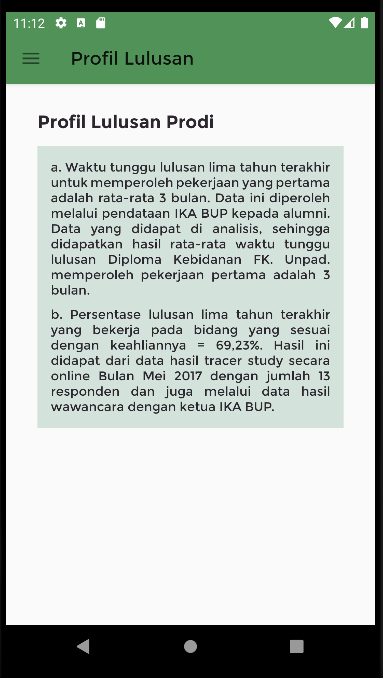 11:12
Profil Lulusan
Profil Lulusan Prodi
a. Waktu tunggu lulusan lima tahun terakhir
untuk memperoleh pekerjaan yang pertama
adalah rata-rata 3 bulan. Data ini diperoleh
melalui pendataan IKA BUP kepada alumni.
Data yang didapat di analisis, sehingga
didapatkan hasil rata-rata waktu tunggu
lulusan Diploma Kebidanan FK. Unpad.
memperoleh pekerjaan pertama adalah 3
bulan.
b. Persentase lulusan lima tahun terakhir
yang bekerja pada bidang yang sesuai
dengan keahliannya = 69,23%. Hasil ini
didapat dari data hasil tracer study secara
online Bulan Mei 2017 dengan jumlah 13
responden dan juga melalui data hasil
wawancara dengan ketua IKA BUP.